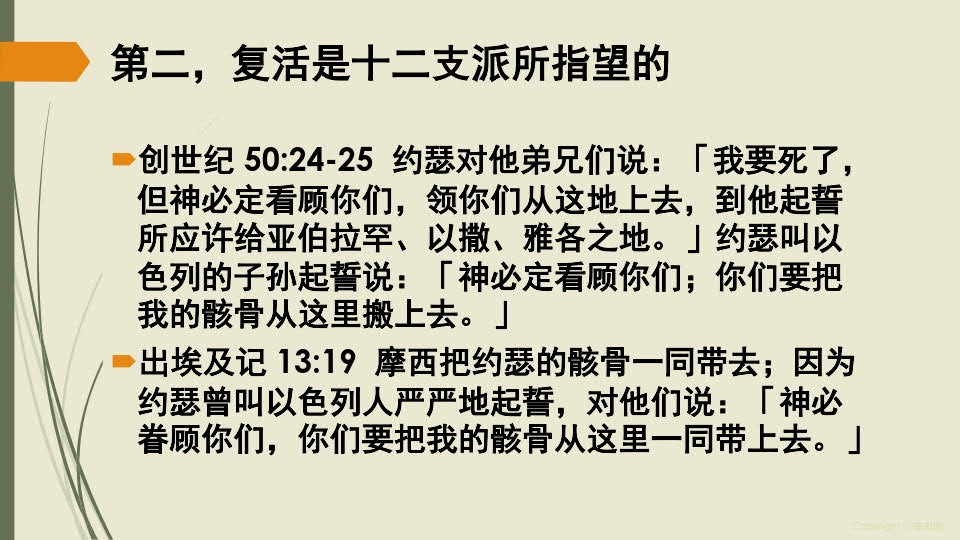 第二，复活是十二支派所指望的
创世纪 50:24-25 约瑟对他弟兄们说：「我要死了，
但神必定看顾你们，领你们从这地上去，到他起誓
所应许给亚伯拉罕、以撒、雅各之地。」约瑟叫以
色列的子孙起誓说：「神必定看顾你们；你们要把
我的骸骨从这里搬上去。」
出埃及记 13:19 摩西把约瑟的骸骨一同带去；因为
约瑟曾叫以色列人严严地起誓，对他们说：「神必
眷顾你们，你们要把我的骸骨从这里一同带上去。」
Copyright